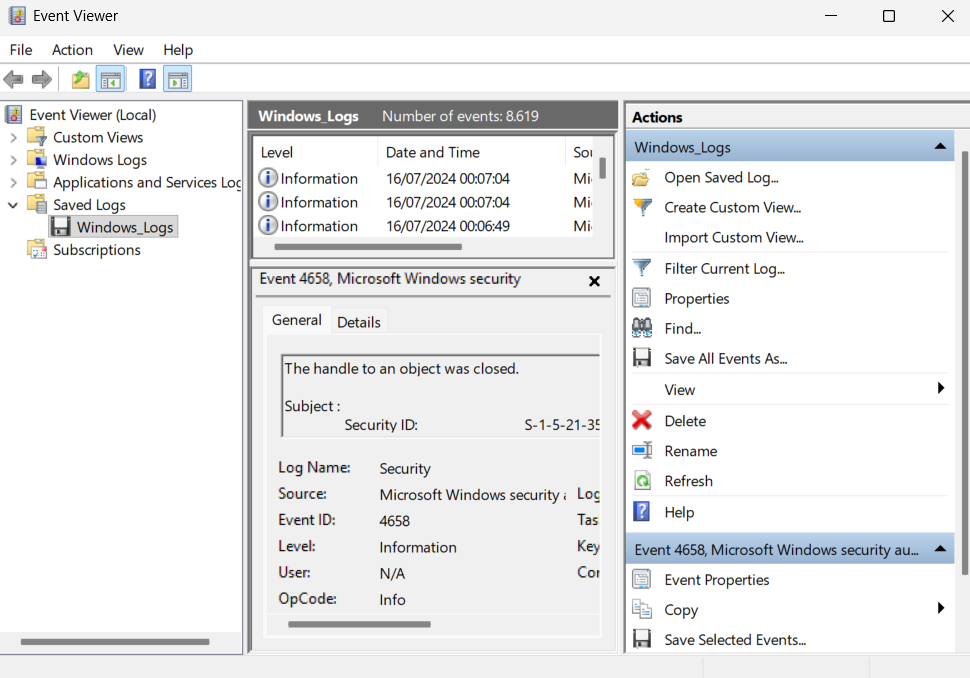 Event Viewer
File Action View Help
Event Viewer (Local)
Custom Views
Windows Logs
Applications and Services Log
Saved Logs
Windows_Logs
Subscriptions
Windows_Logs Number of events: 8.619
Level Date and Time Sou
Information 16/07/2024 00:07:04 Mi
Information 16/07/2024 00:07:04 Mi
Information 16/07/2024 00:06:49 Mi
Event 4658, Microsoft Windows security
General Details
The handle to an object was closed.
Subject :
Security ID: S-1-5-21-35
Log Name: Security
Source: Microsoft Windows security a Log
Event ID: 4658 Tas
Level: Information Key
User: N/A Cor
OpCode: Info
Actions
Windows_Logs
Open Saved Log...
Create Custom View...
Import Custom View...
Filter Current Log...
Properties
Find...
Save All Events As...
View
Delete
Rename
Refresh
Help
Event 4658, Microsoft Windows security au...
Event Properties
Copy
Save Selected Events...